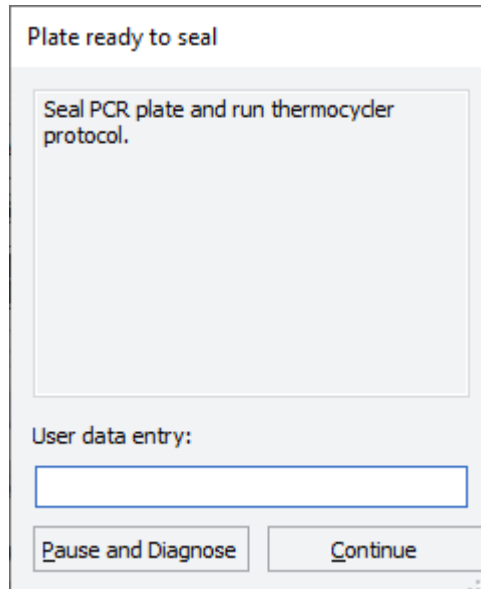 Plate ready to seal
Seal PCR plate and run thermocycler
protocol.
User data entry:
Pause and Diagnose
Continue